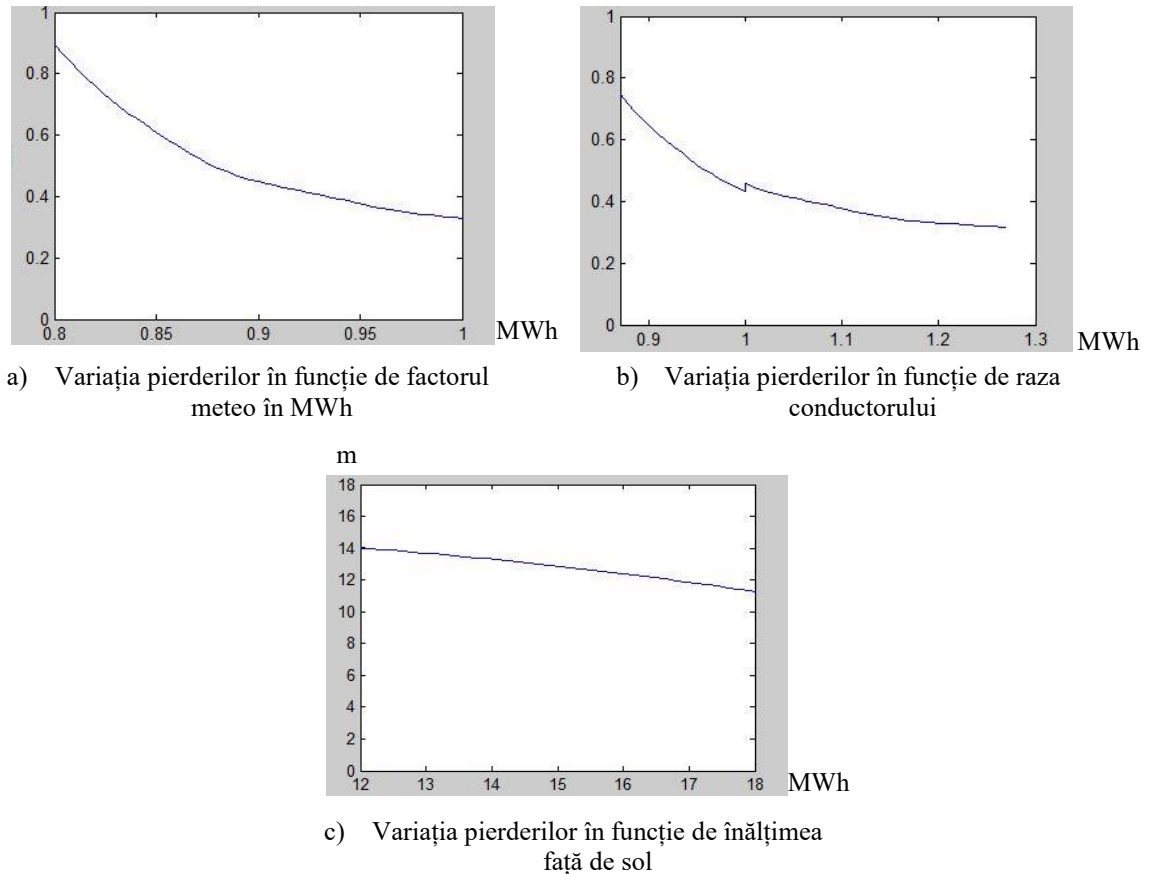 1
0.8
0.6
0.4
0.2
0
0.8 0.85 0.9 0.95 1
MWh
a) Variația pierderilor în funcție de factorul
meteo în MWh
1
0.8
0.6
0.4
0.2
0
0.9 1 1.1 1.2 1.3
MWh
b) Variația pierderilor în funcție de raza
conductorului
m
18
16
14
12
10
8
6
4
2
0
12 13 14 15 16 17 18
MWh
c) Variația pierderilor în funcție de înălțimea
față de sol